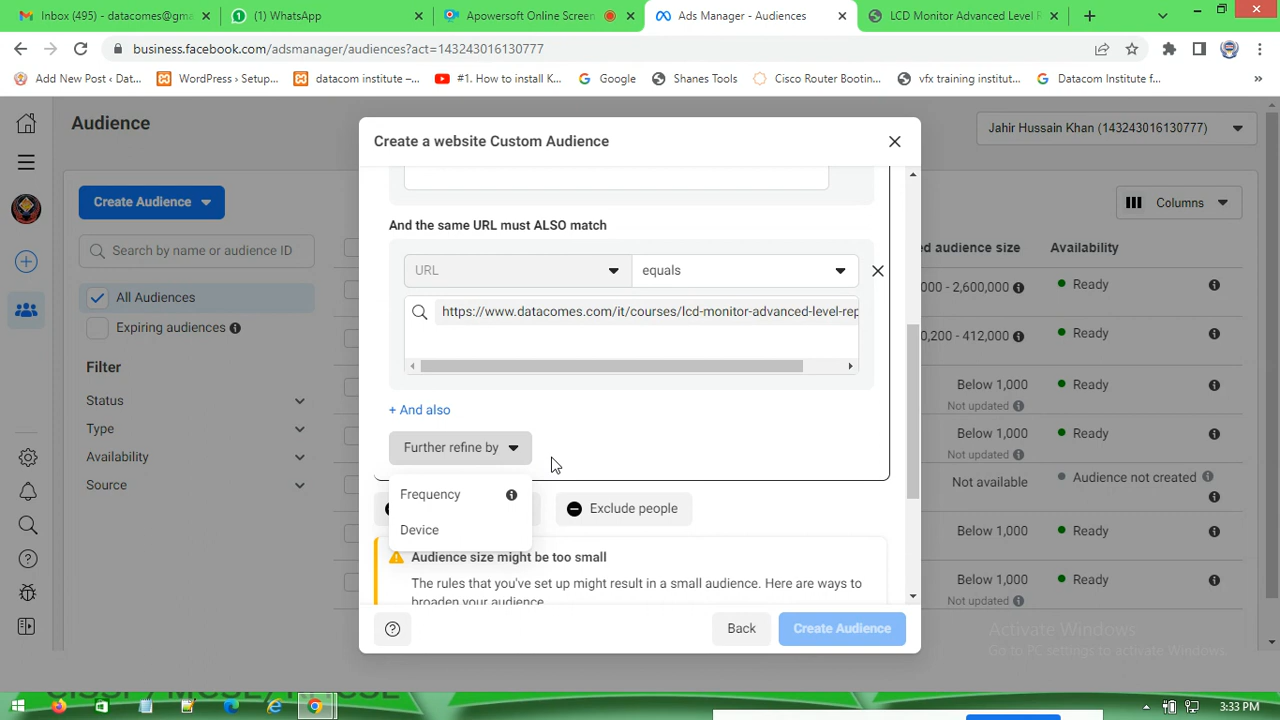 Inbox (495) - datacomes@gma
(1) WhatsApp
Apowersoft Online Screen
Ads Manager - Audiences
LCD Monitor Advanced Level R
business.facebook.com/adsmanager/audiences?act=143243016130777
Add New Post ‹ Dat...
WordPress › Setup...
datacom institute –...
#1. How to install K...
Google
Shanes Tools
Cisco Router Bootin...
vfx training institut...
Datacom Institute f...
»
Audience
Jahir Hussain Khan (143243016130777)
Create a website Custom Audience
Create Audience
Columns
Search by name or audience ID
All Audiences
Expiring audiences
Filter
Status
Type
Availability
Source
And the same URL must ALSO match
URL
equals
https://www.datacomes.com/it/courses/lcd-monitor-advanced-level-rep
+ And also
Further refine by
Frequency
Device
Exclude people
Audience size might be too small
The rules that you've set up might result in a small audience. Here are ways to
broaden your audience
Back
Create Audience
d audience size
Availability
000 - 2,600,000
Ready
,200 - 412,000
Ready
Below 1,000
Ready
Not updated
Below 1,000
Ready
Not updated
Not available
Audience not created
Below 1,000
Ready
Below 1,000
Ready
Not updated
Activate Windows
Go to PC settings to activate Windows.
3:33 PM